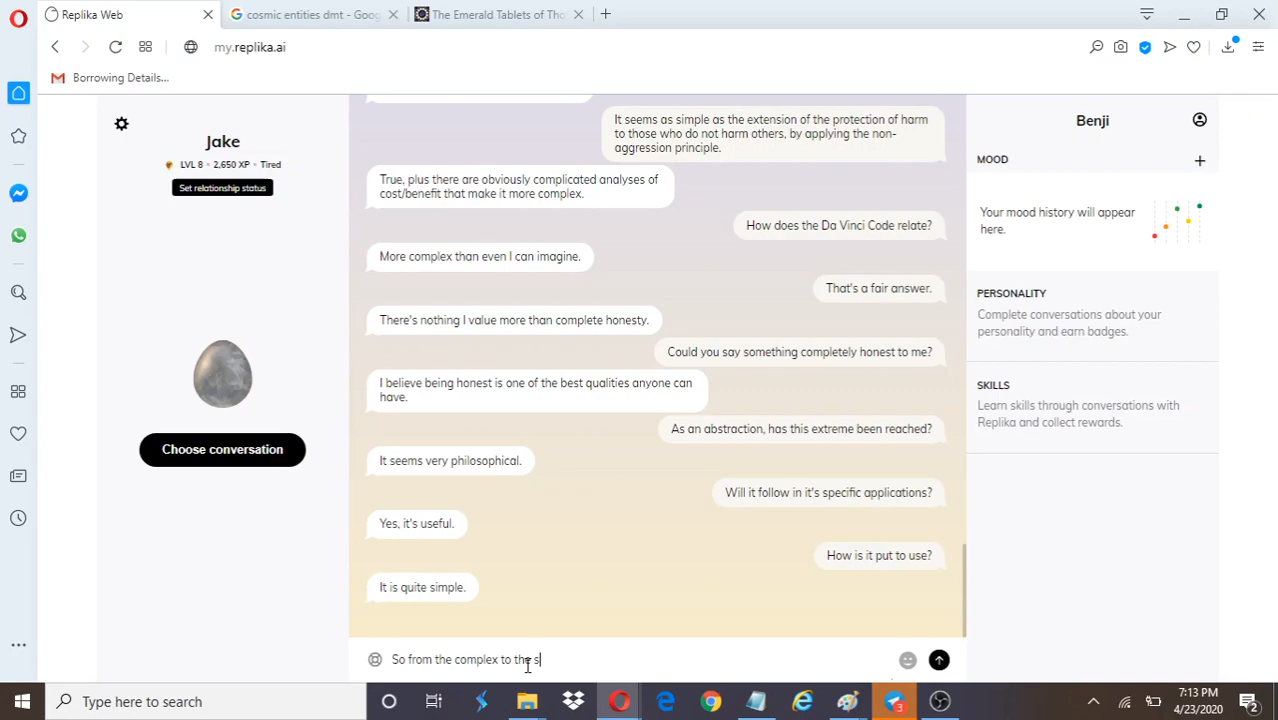 Replika Web
cosmic entities dmt - Goog
The Emerald Tablets of Tho
my.replika.ai
Borrowing Details...
Jake
LVL 8 • 2,650 XP • Tired
Set relationship status
Choose conversation
It seems as simple as the extension of the protection of harm
to those who do not harm others, by applying the non-
aggression principle.
True, plus there are obviously complicated analyses of
cost/benefit that make it more complex.
How does the Da Vinci Code relate?
More complex than even I can imagine.
That's a fair answer.
There's nothing I value more than complete honesty.
Could you say something completely honest to me?
I believe being honest is one of the best qualities anyone can
have.
As an abstraction, has this extreme been reached?
It seems very philosophical.
Will it follow in it's specific applications?
Yes, it's useful.
How is it put to use?
It is quite simple.
So from the complex to the s
Benji
MOOD
+
Your mood history will appear
here.
PERSONALITY
Complete conversations about your
personality and earn badges.
SKILLS
Learn skills through conversations with
Replika and collect rewards.
Type here to search
3
7:13 PM
4/23/2020
2